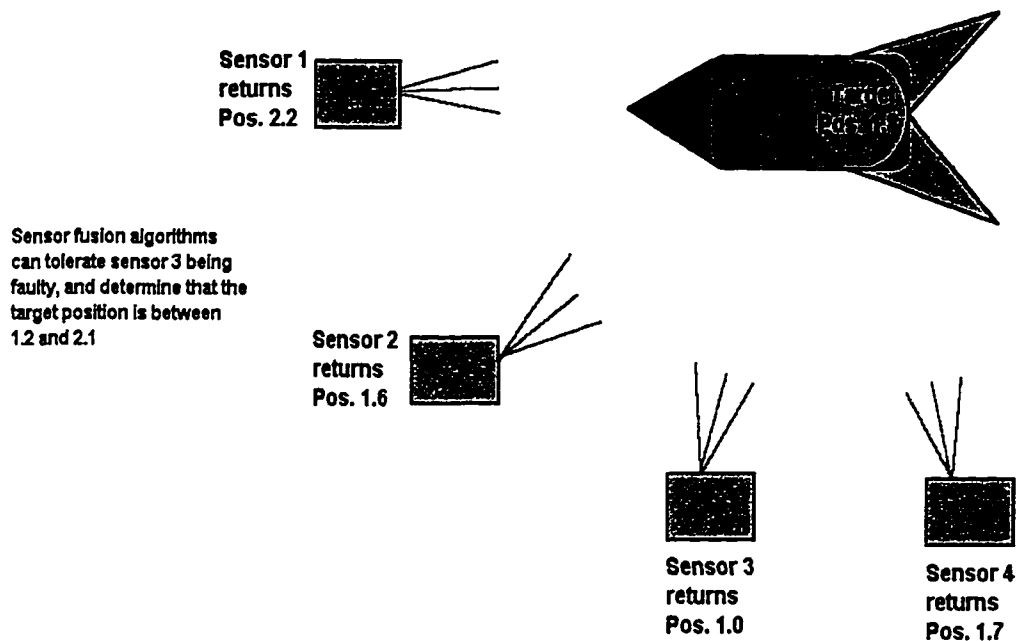 Sensor 1
returns
Pos. 2.2
Sensor fusion algorithms
can tolerate sensor 3 being
faulty, and determine that the
target position is between
1.2 and 2.1
Sensor 2
returns
Pos. 1.6
Sensor 3
returns
Pos. 1.0
Sensor 4
returns
Pos. 1.7